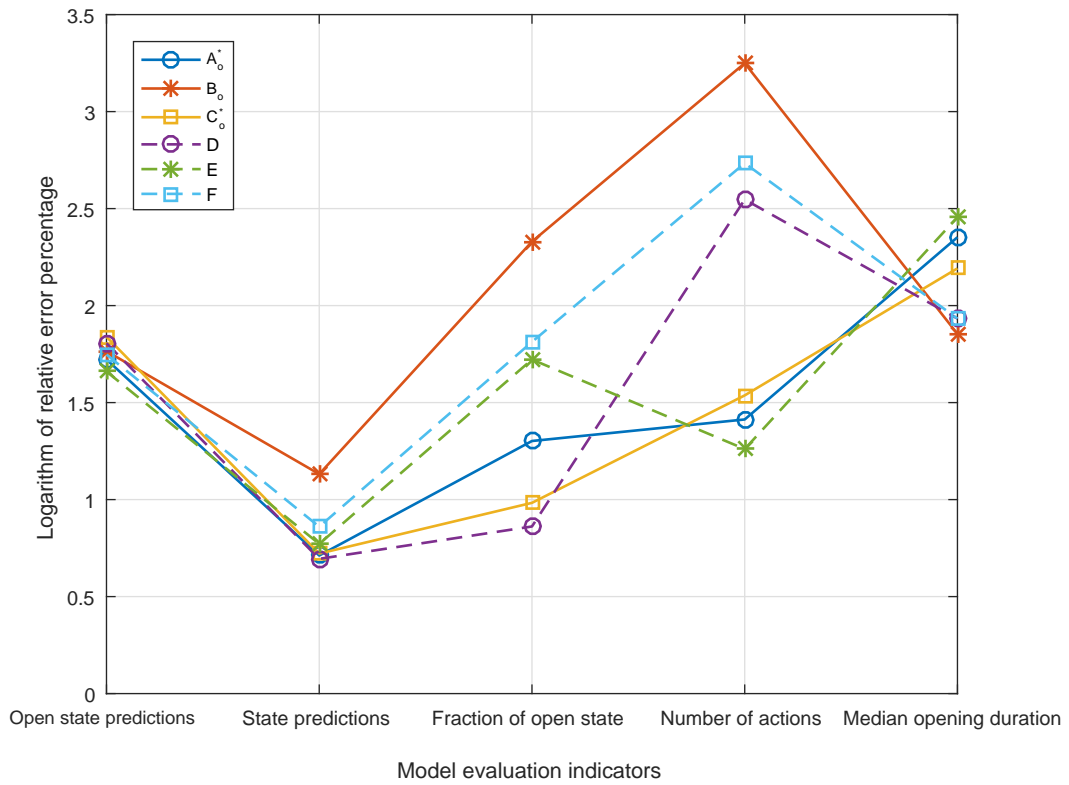 3.5
3
2.5
2
1.5
1
0.5
0
Logarithm of relative error percentage
A*o
Bo
C*o
D
E
F
Open state predictions
State predictions
Fraction of open state
Number of actions
Median opening duration
Model evaluation indicators